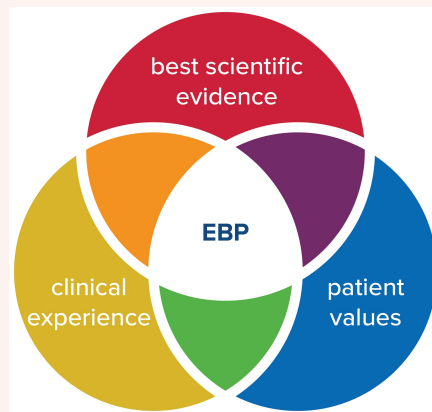 best scientific
evidence
EBP
clinical
experience
patient
values